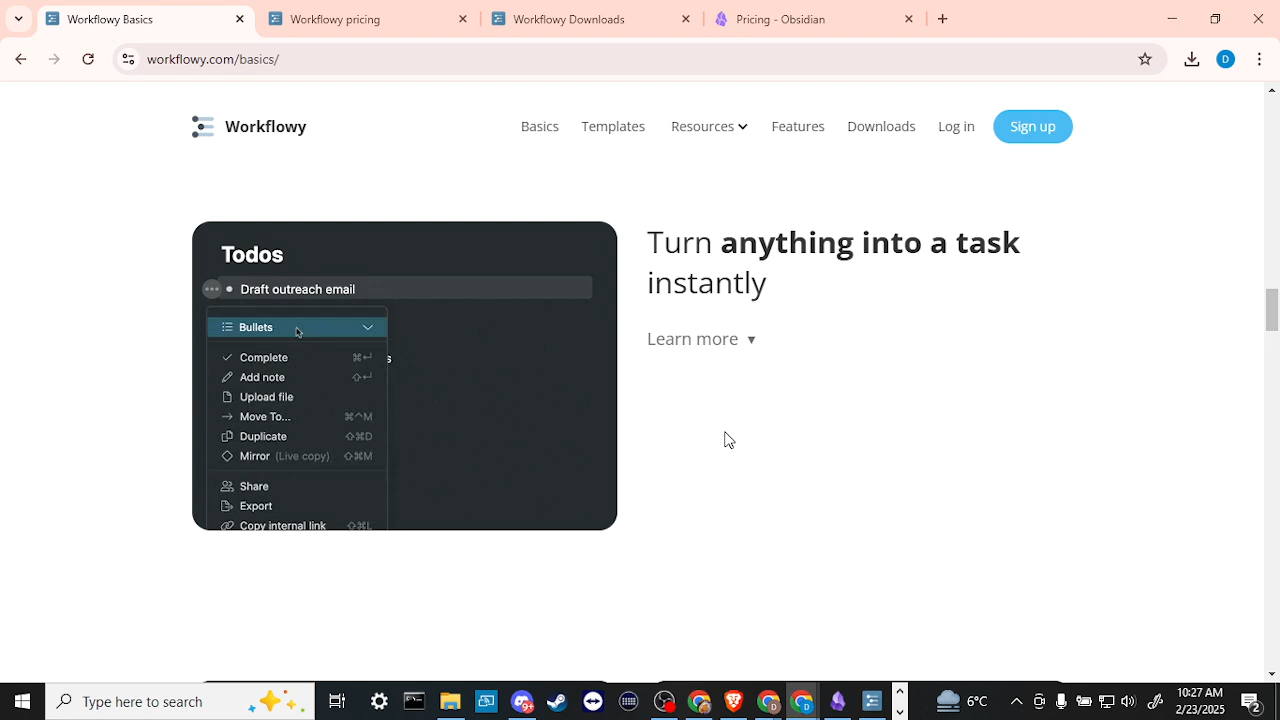 Workflowy Basics
Workflowy pricing
Workflowy Downloads
Pricing - Obsidian
workflowy.com/basics/
D
Workflowy
Basics
Templates
Resources
Features
Downloads
Log in
Sign up
Todos
Draft outreach email
Bullets
s
Complete ⌘↵
Add note ⇧↵
Upload file
Move To... ⌘^M
Duplicate ⇧⌘D
Mirror (Live copy) ⇧⌘M
Share
Export
Copy internal link ⇧⌘L
Turn anything into a task
instantly
Learn more ▼
Type here to search
9+
D
6°C
10:27 AM
2/23/2025
2